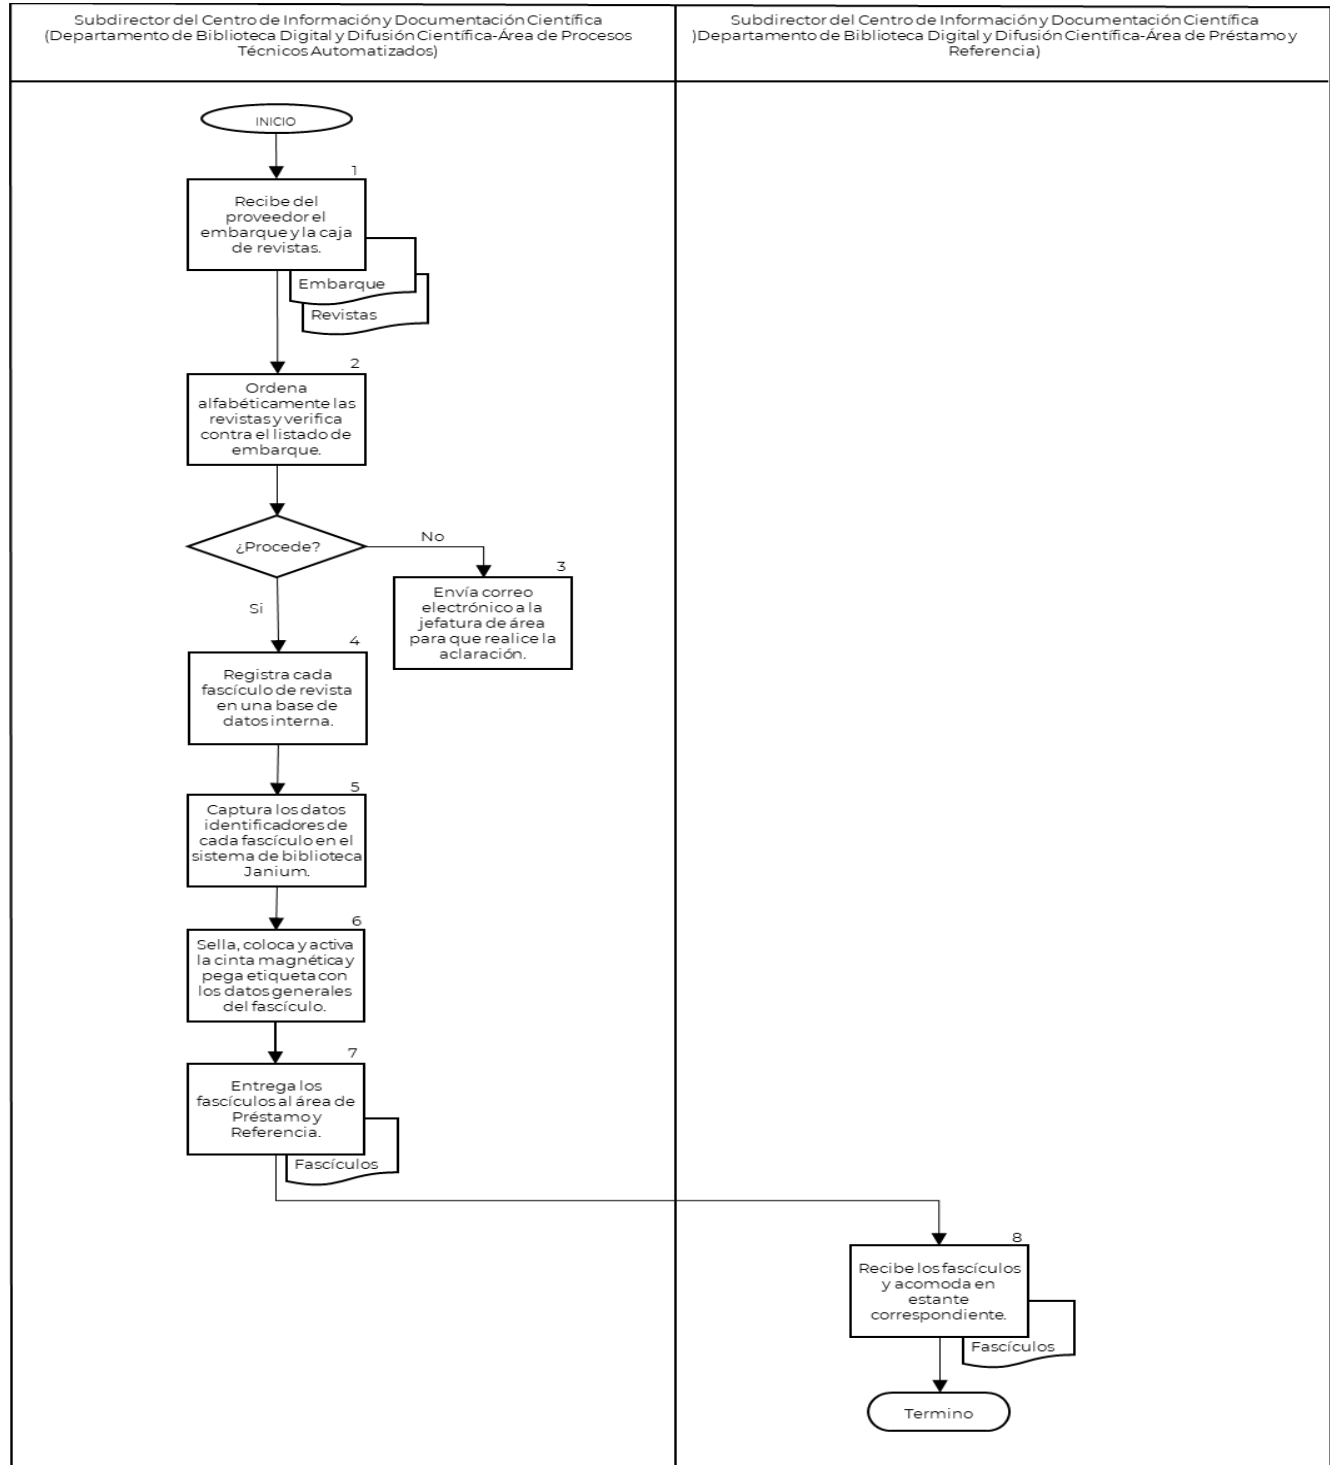 Subdirector del Centro de Información y Documentación Científica
(Departamento de Biblioteca Digital y Difusión Científica-Área de Procesos
Técnicos Automatizados)
Subdirector del Centro de Información y Documentación Científica
)Departamento de Biblioteca Digital y Difusión Científica-Área de Préstamo y
Referencia)
INICIO
1
Recibe del
proveedor el
embarque y la caja
de revistas.
Embarque
Revistas
2
Ordena
alfabéticamente las
revistas y verifica
contra el listado de
embarque.
¿Procede?
No
Si
3
Envía correo
electrónico a la
jefatura de área
para que realice la
aclaración.
4
Registra cada
fascículo de revista
en una base de
datos interna.
5
Captura los datos
identificadores de
cada fascículo en el
sistema de biblioteca
Janium.
6
Sella, coloca y activa
la cinta magnética y
pega etiqueta con
los datos generales
del fascículo.
7
Entrega los
fascículos al área de
Préstamo y
Referencia.
Fascículos
8
Recibe los fascículos
y acomoda en
estante
correspondiente.
Fascículos
Termino